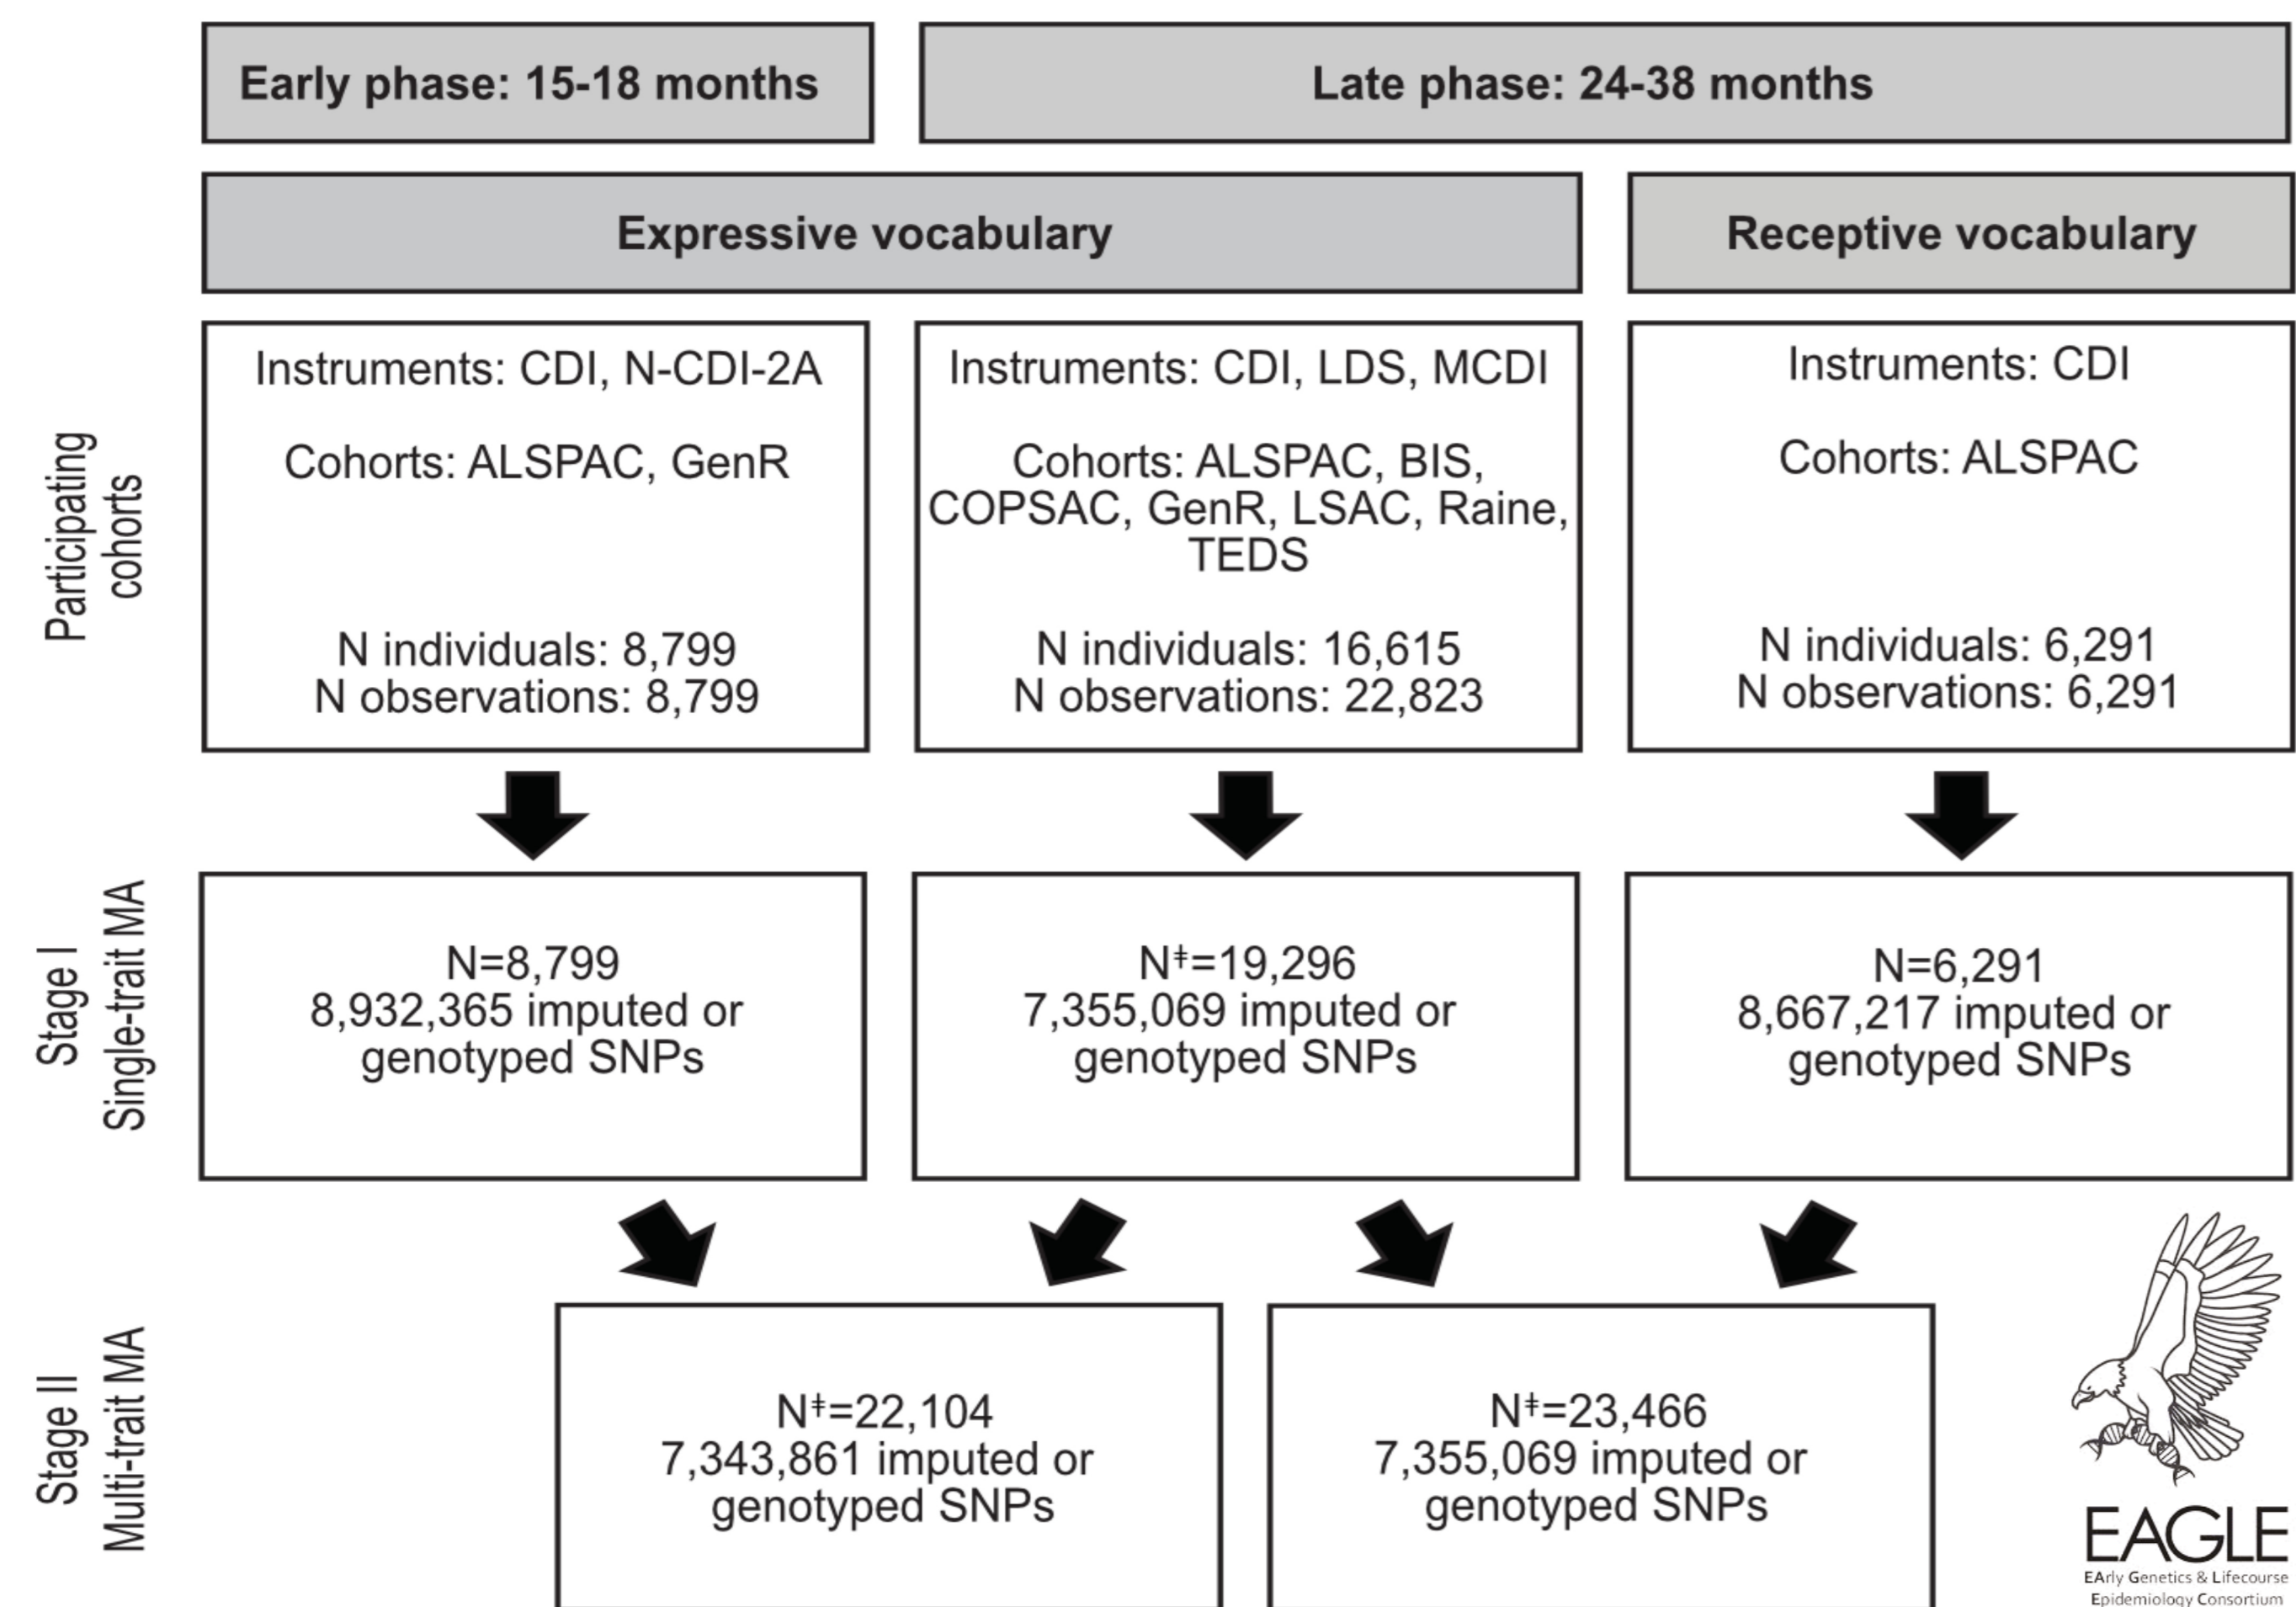 Early phase: 15-18 months
Late phase: 24-38 months
Expressive vocabulary
Receptive vocabulary
Participating
cohorts
Instruments: CDI, N-CDI-2A
Cohorts: ALSPAC, GenR
N individuals: 8,799
N observations: 8,799
Instruments: CDI, LDS, MCDI
Cohorts: ALSPAC, BIS,
COPSAC, GenR, LSAC, Raine,
TEDS
N individuals: 16,615
N observations: 22,823
Instruments: CDI
Cohorts: ALSPAC
N individuals: 6,291
N observations: 6,291
Stage I
Single-trait MA
N=8,799
8,932,365 imputed or
genotyped SNPs
N‡=19,296
7,355,069 imputed or
genotyped SNPs
N=6,291
8,667,217 imputed or
genotyped SNPs
Stage II
Multi-trait MA
N‡=22,104
7,343,861 imputed or
genotyped SNPs
N‡=23,466
7,355,069 imputed or
genotyped SNPs
EAGLE
EArly Genetics & Lifecourse
Epidemiology Consortium